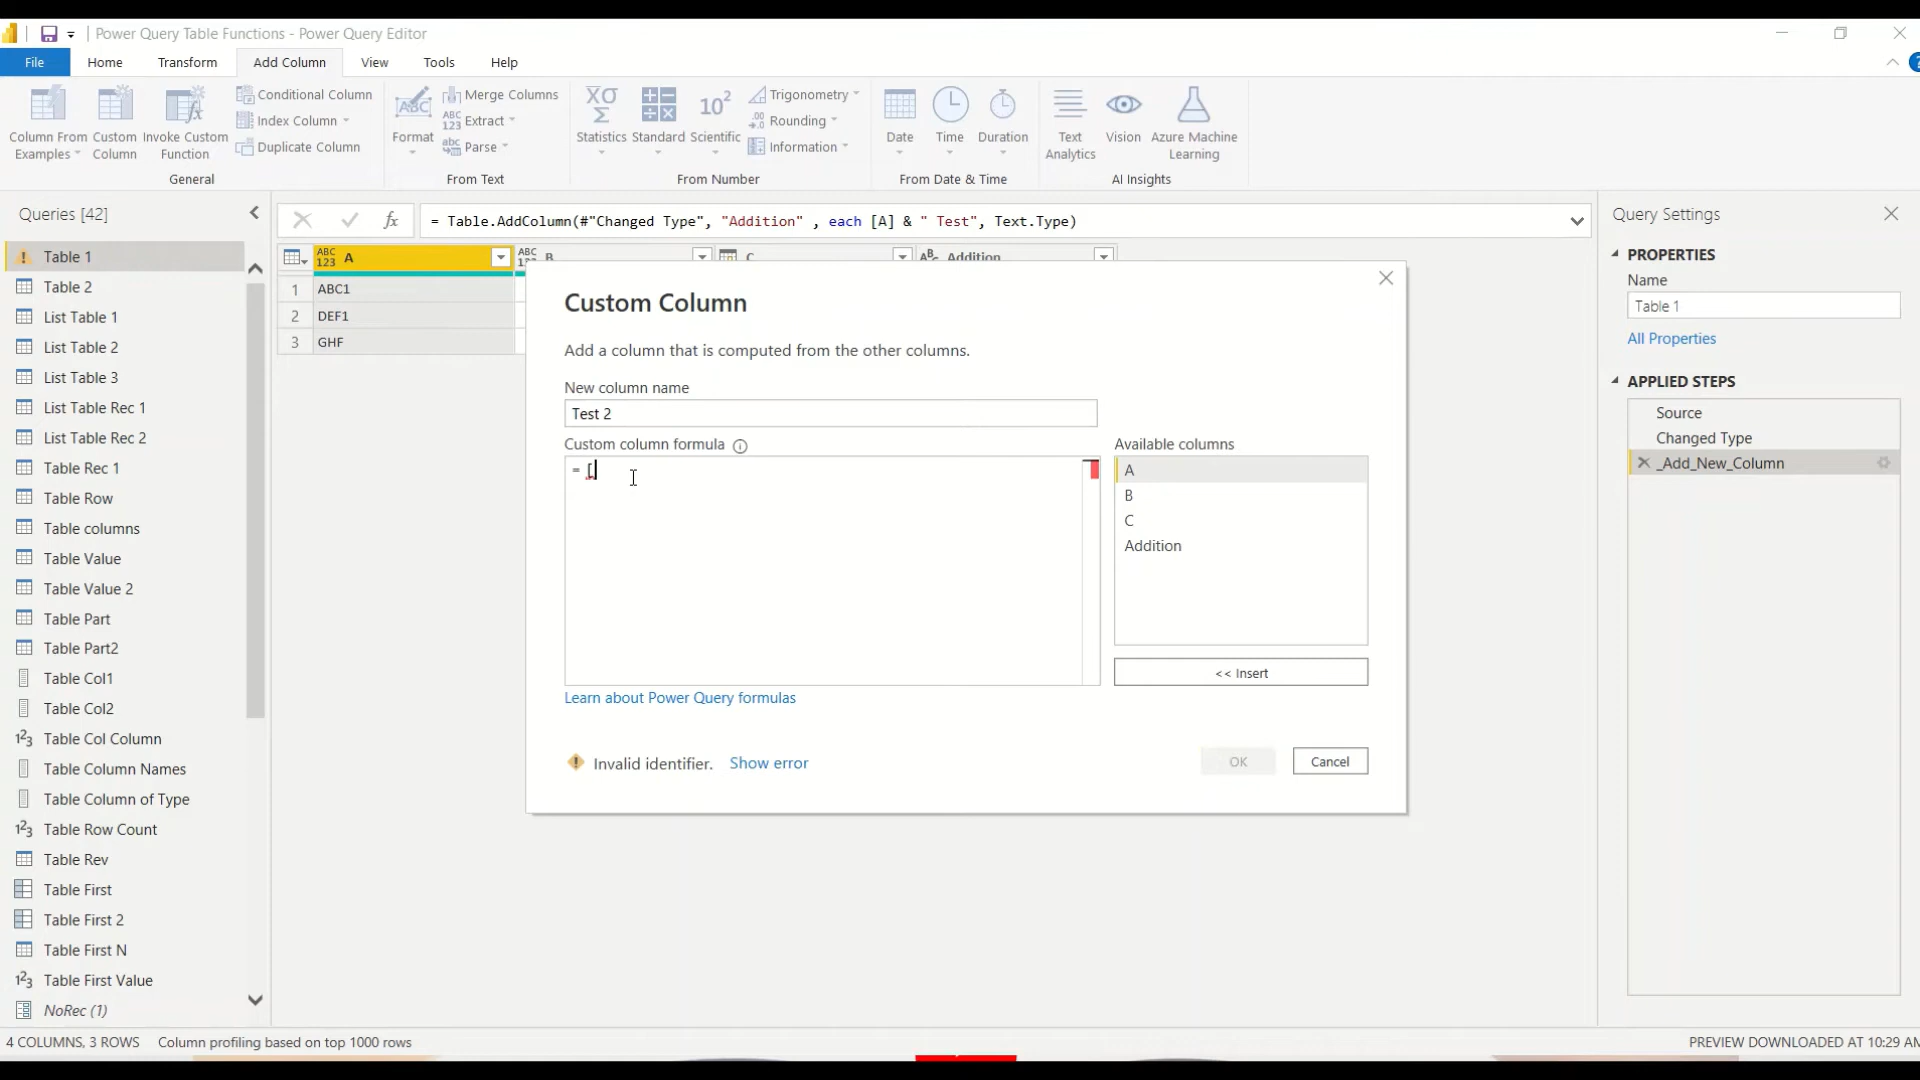 Power Query Table Functions - Power Query Editor
File Home Transform Add Column View Tools Help
Column From Examples
Custom Column
Invoke Custom Function
Conditional Column
Index Column
Duplicate Column
General
Format
Merge Columns
Extract
Parse
From Text
Statistics
Standard
Scientific
Trigonometry
Rounding
Information
From Number
Date
Time
Duration
From Date & Time
Text Analytics
Vision
Azure Machine Learning
AI Insights
Queries [42]
= Table.AddColumn(#"Changed Type", "Addition" , each [A] & " Test", Text.Type)
Table 1
Table 2
List Table 1
List Table 2
List Table 3
List Table Rec 1
List Table Rec 2
Table Rec 1
Table Row
Table columns
Table Value
Table Value 2
Table Part
Table Part2
Table Col1
Table Col2
Table Col Column
Table Column Names
Table Column of Type
Table Row Count
Table Rev
Table First
Table First 2
Table First N
Table First Value
NoRec (1)
A B C Addition
1 ABC1
2 DEF1
3 GHF
Custom Column
Add a column that is computed from the other columns.
New column name
Test 2
Custom column formula
= [
Available columns
A
B
C
Addition
<< Insert
Learn about Power Query formulas
Invalid identifier. Show error
OK
Cancel
Query Settings
PROPERTIES
Name
Table 1
All Properties
APPLIED STEPS
Source
Changed Type
_Add_New_Column
4 COLUMNS, 3 ROWS Column profiling based on top 1000 rows
PREVIEW DOWNLOADED AT 10:29 AM